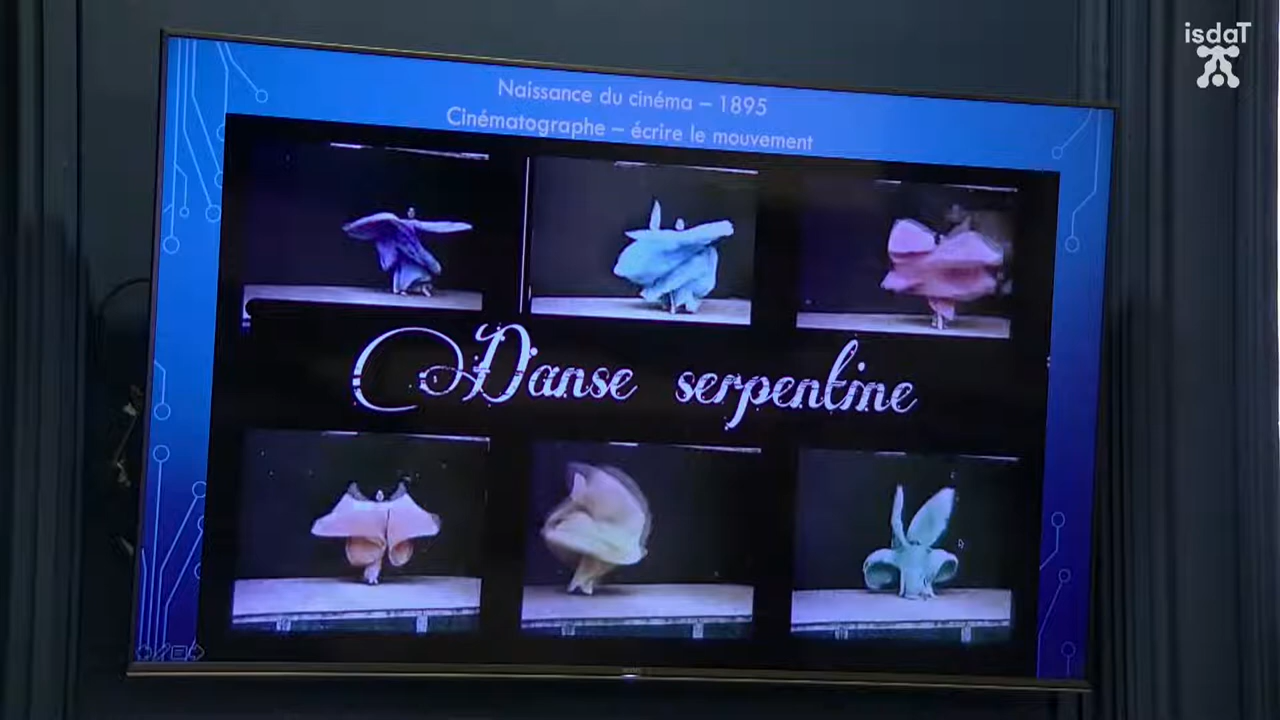 isdaT
Naissance du cinéma – 1895
Cinématographe – écrire le mouvement
Danse serpentine